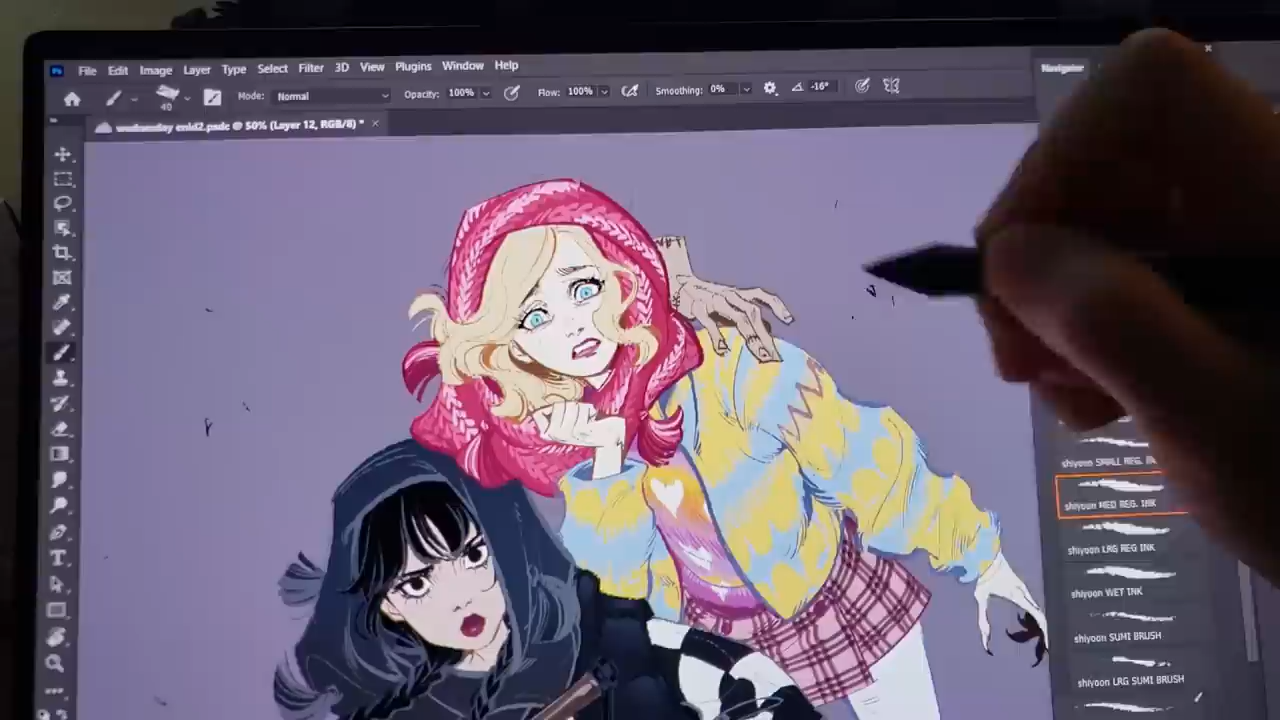 Ps File Edit Image Layer Type Select Filter 3D View Plugins Window Help
Navigator
40 Mode: Normal Opacity: 100% Flow: 100% Smoothing: 0% -16°
wednesday enid2.psdc @ 50% (Layer 12, RGB/8) *
shiyoon SMALL REG.
shiyoon MED REG. INK
shiyoon LRG REG INK
shiyoon WET INK
shiyoon SUMI BRUSH
shiyoon LRG SUMI BRUSH